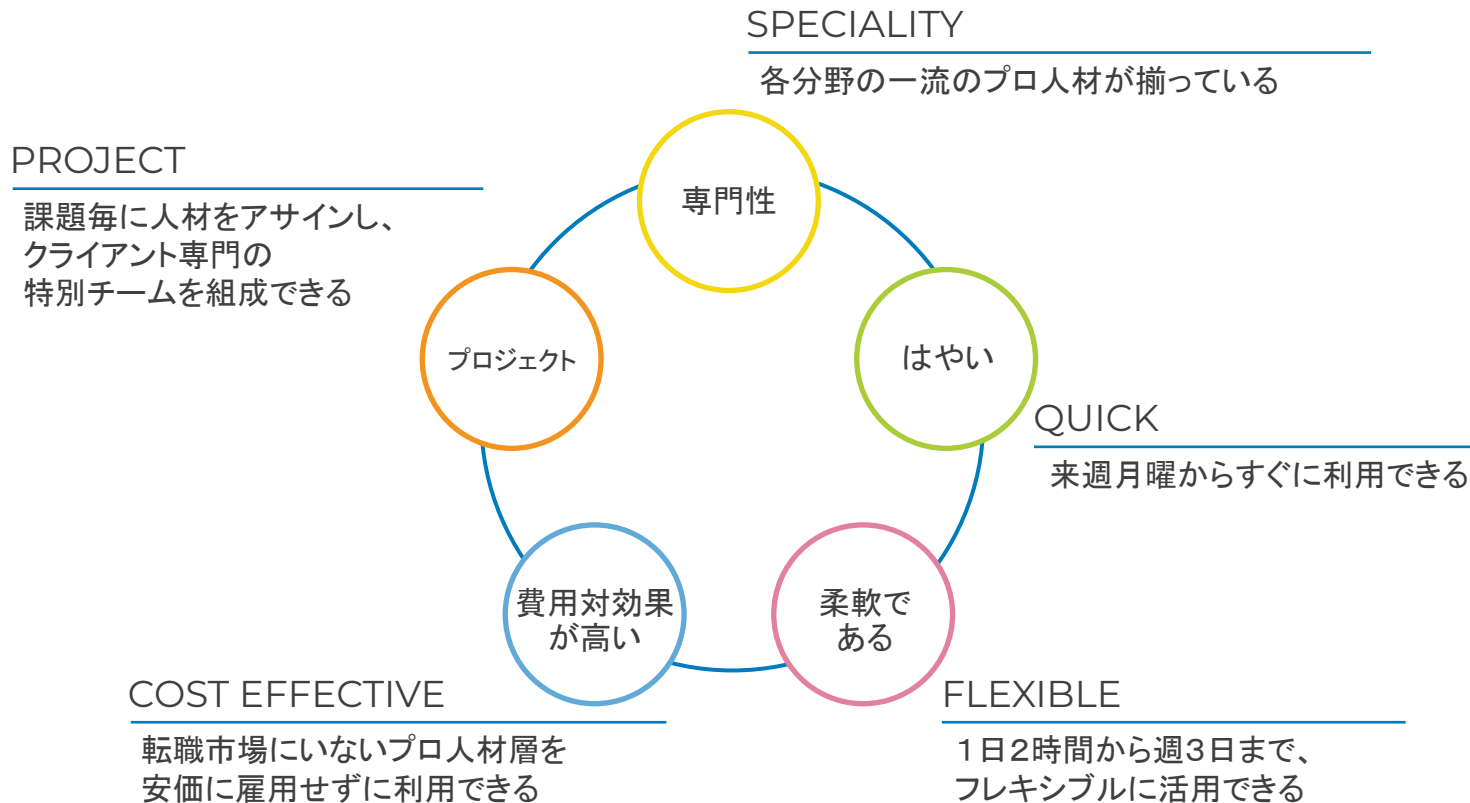 SPECIALITY
各分野の一流のプロ人材が揃っている
専門性
PROJECT
課題毎に人材をアサインし、
クライアント専門の
特別チームを組成できる
プロジェクト
はやい
QUICK
来週月曜からすぐに利用できる
費用対効果
が高い
柔軟で
ある
COST EFFECTIVE
転職市場にいないプロ人材層を
安価に雇用せずに利用できる
FLEXIBLE
１日２時間から週３日まで、
フレキシブルに活用できる